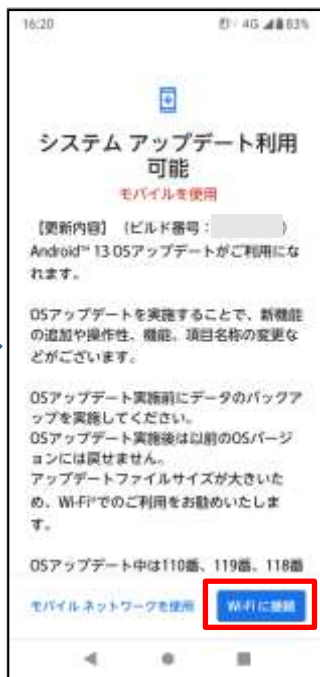 16:20
4G 83%
システム アップデート利用
可能
モバイルを使用
【更新内容】（ビルド番号： ）
Android™ 13 OSアップデートがご利用にな
れます。
OSアップデートを実施することで、新機能
の追加や操作性、機能、項目名称の変更な
どがございます。
OSアップデート実施前にデータのバックア
ップを実施してください。
OSアップデート実施後は以前のOSバージ
ョンには戻せません。
アップデートファイルサイズが大きいた
め、Wi-Fi®でのご利用をお勧めいたしま
す。
OSアップデート中は110番、119番、118番
モバイル ネットワークを使用
Wi-Fi に接続